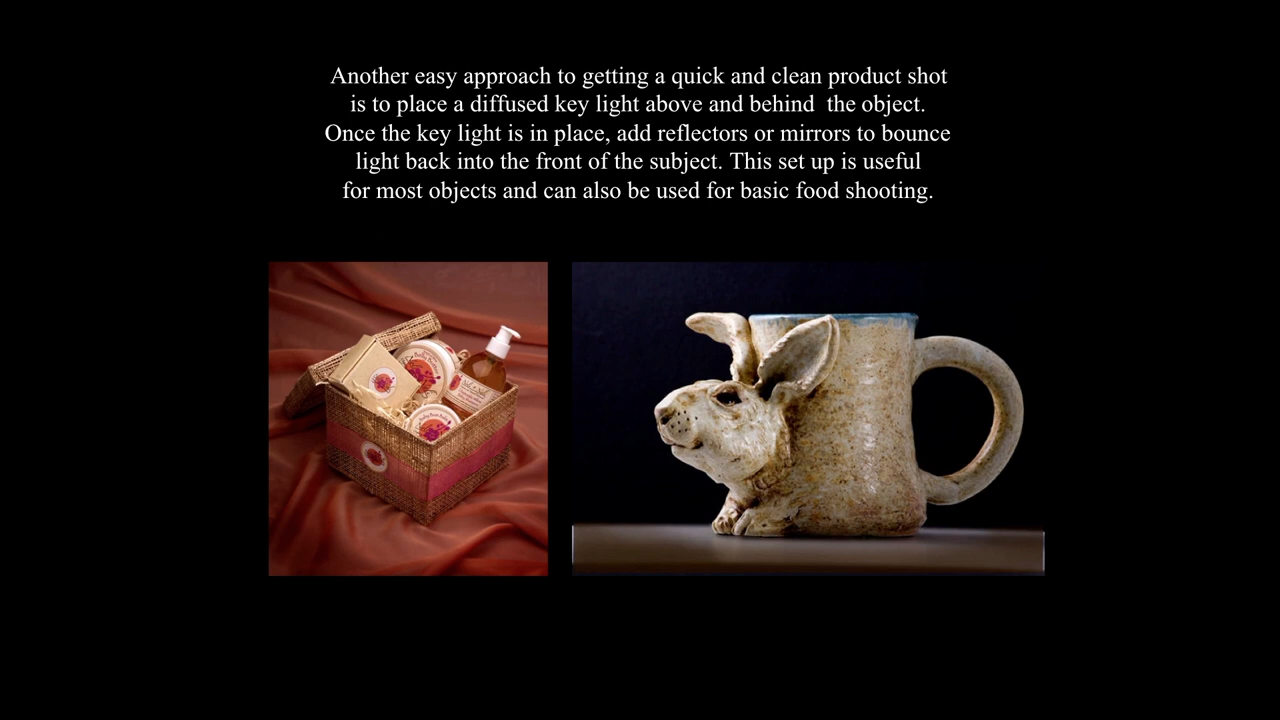 Another easy approach to getting a quick and clean product shot
is to place a diffused key light above and behind  the object.
Once the key light is in place, add reflectors or mirrors to bounce
light back into the front of the subject. This set up is useful
for most objects and can also be used for basic food shooting.